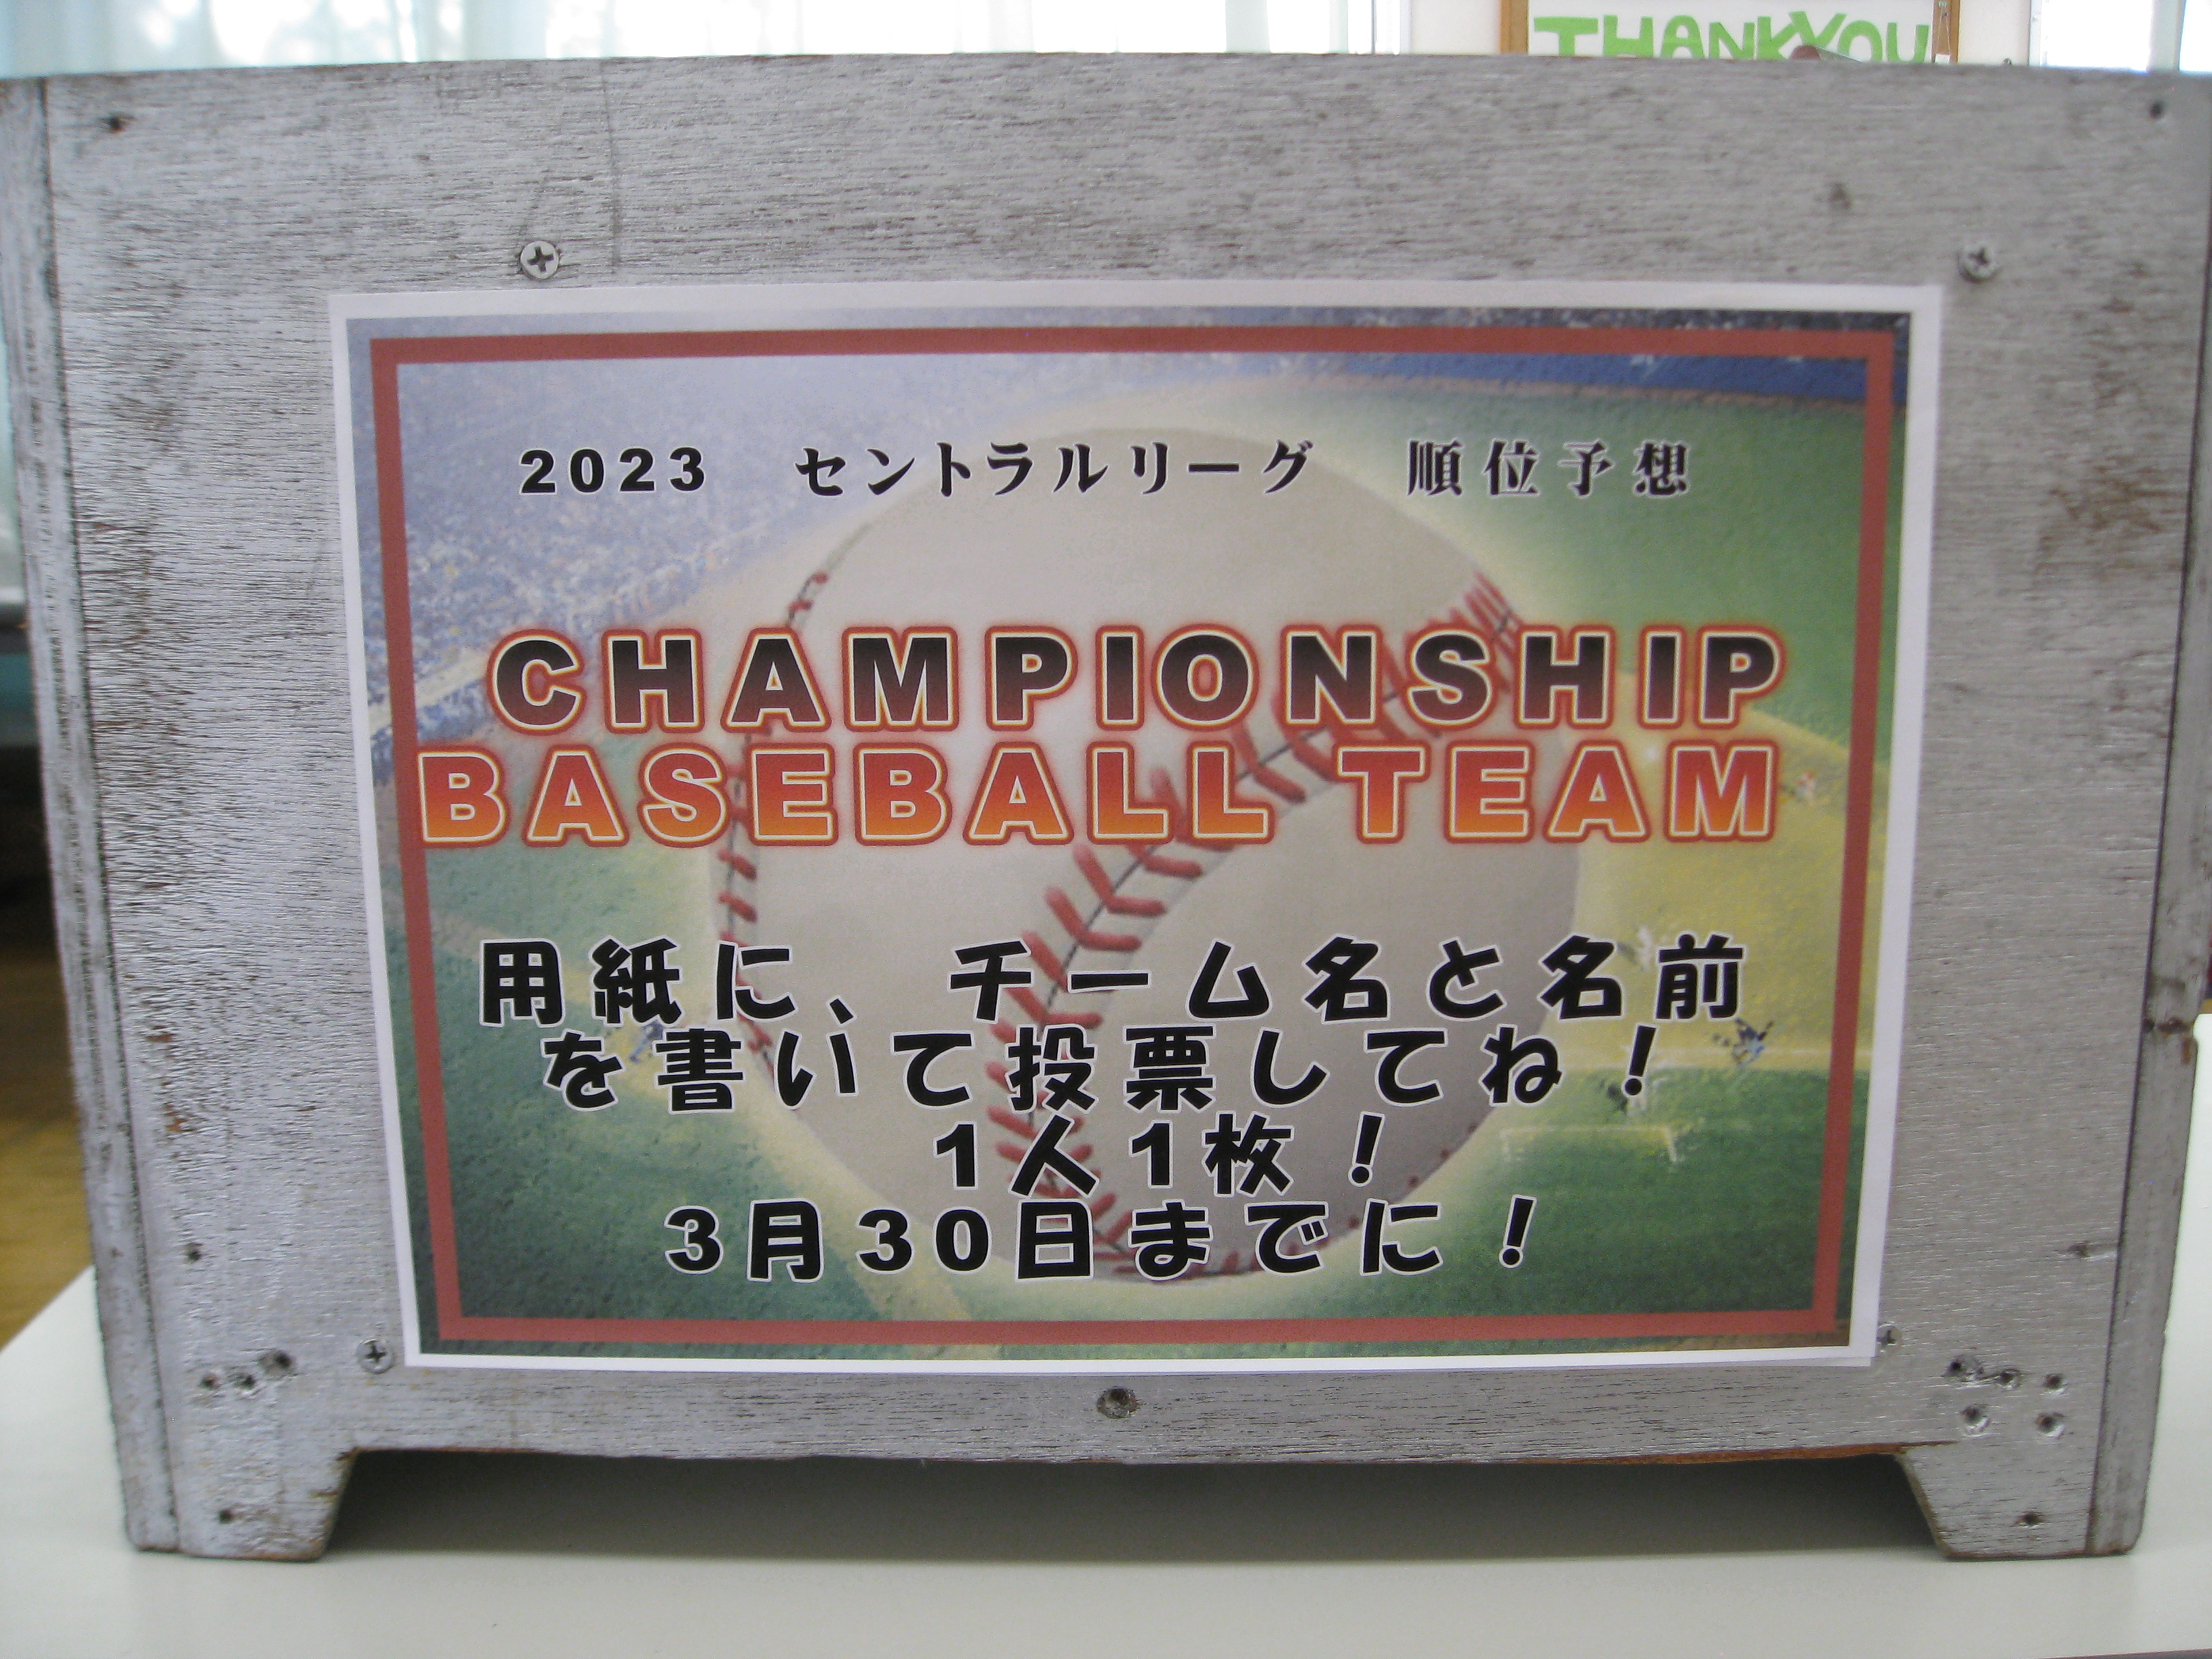 THANK YOU
2023 セントラルリーグ 順位予想
CHAMPIONSHIP
BASEBALL TEAM
用紙に、チーム名と名前
を書いて投票してね！
1人1枚！
3月30日までに！